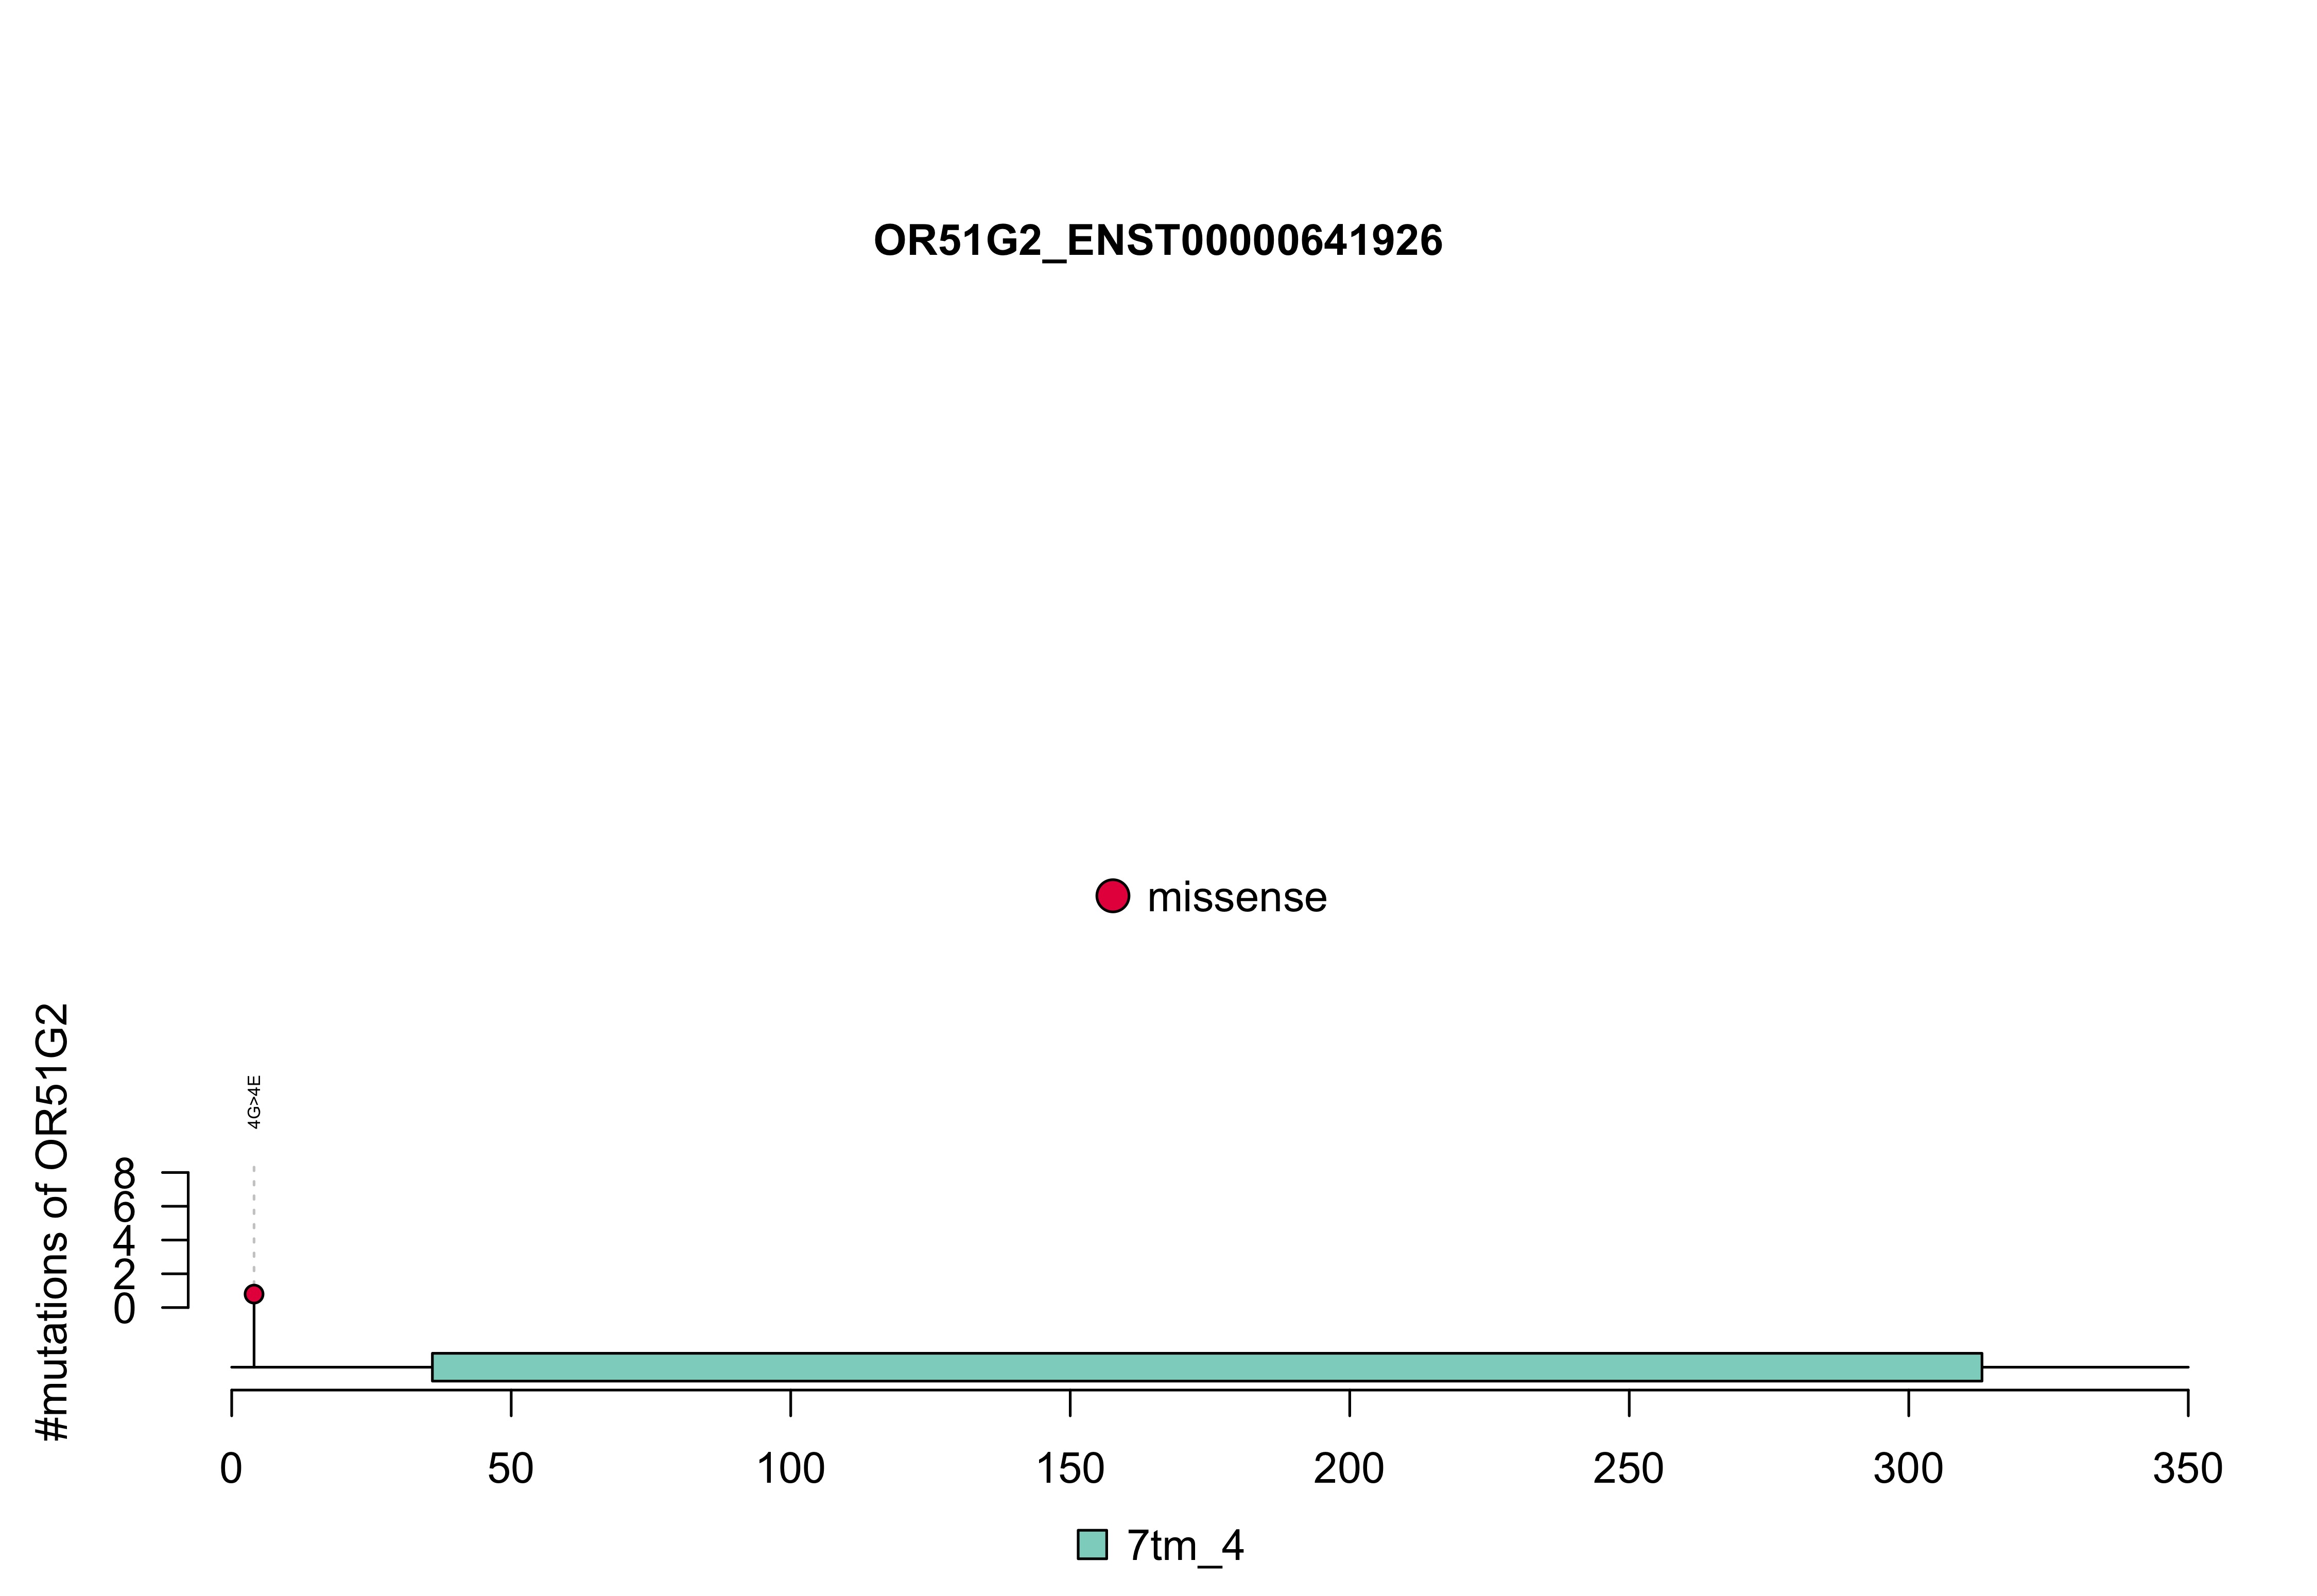 OR51G2_ENST00000641926
missense
#mutations of OR51G2
4G>4E
8
6
4
2
0
0 50 100 150 200 250 300 350
7tm_4